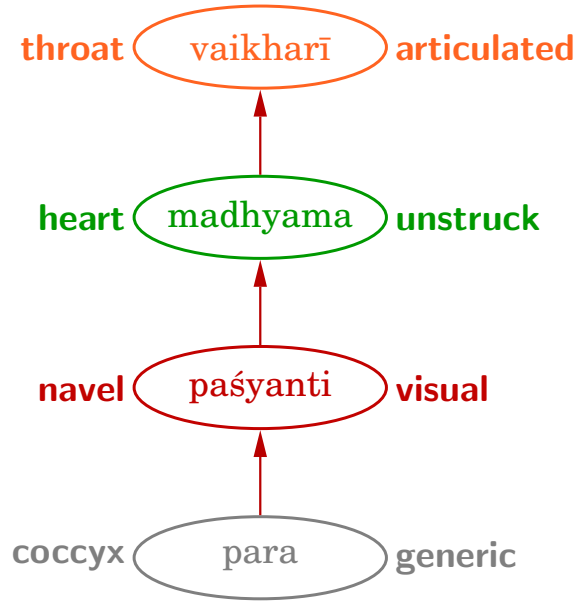 throat vaikharī articulated
heart madhyama unstruck
navel paśyanti visual
coccyx para generic